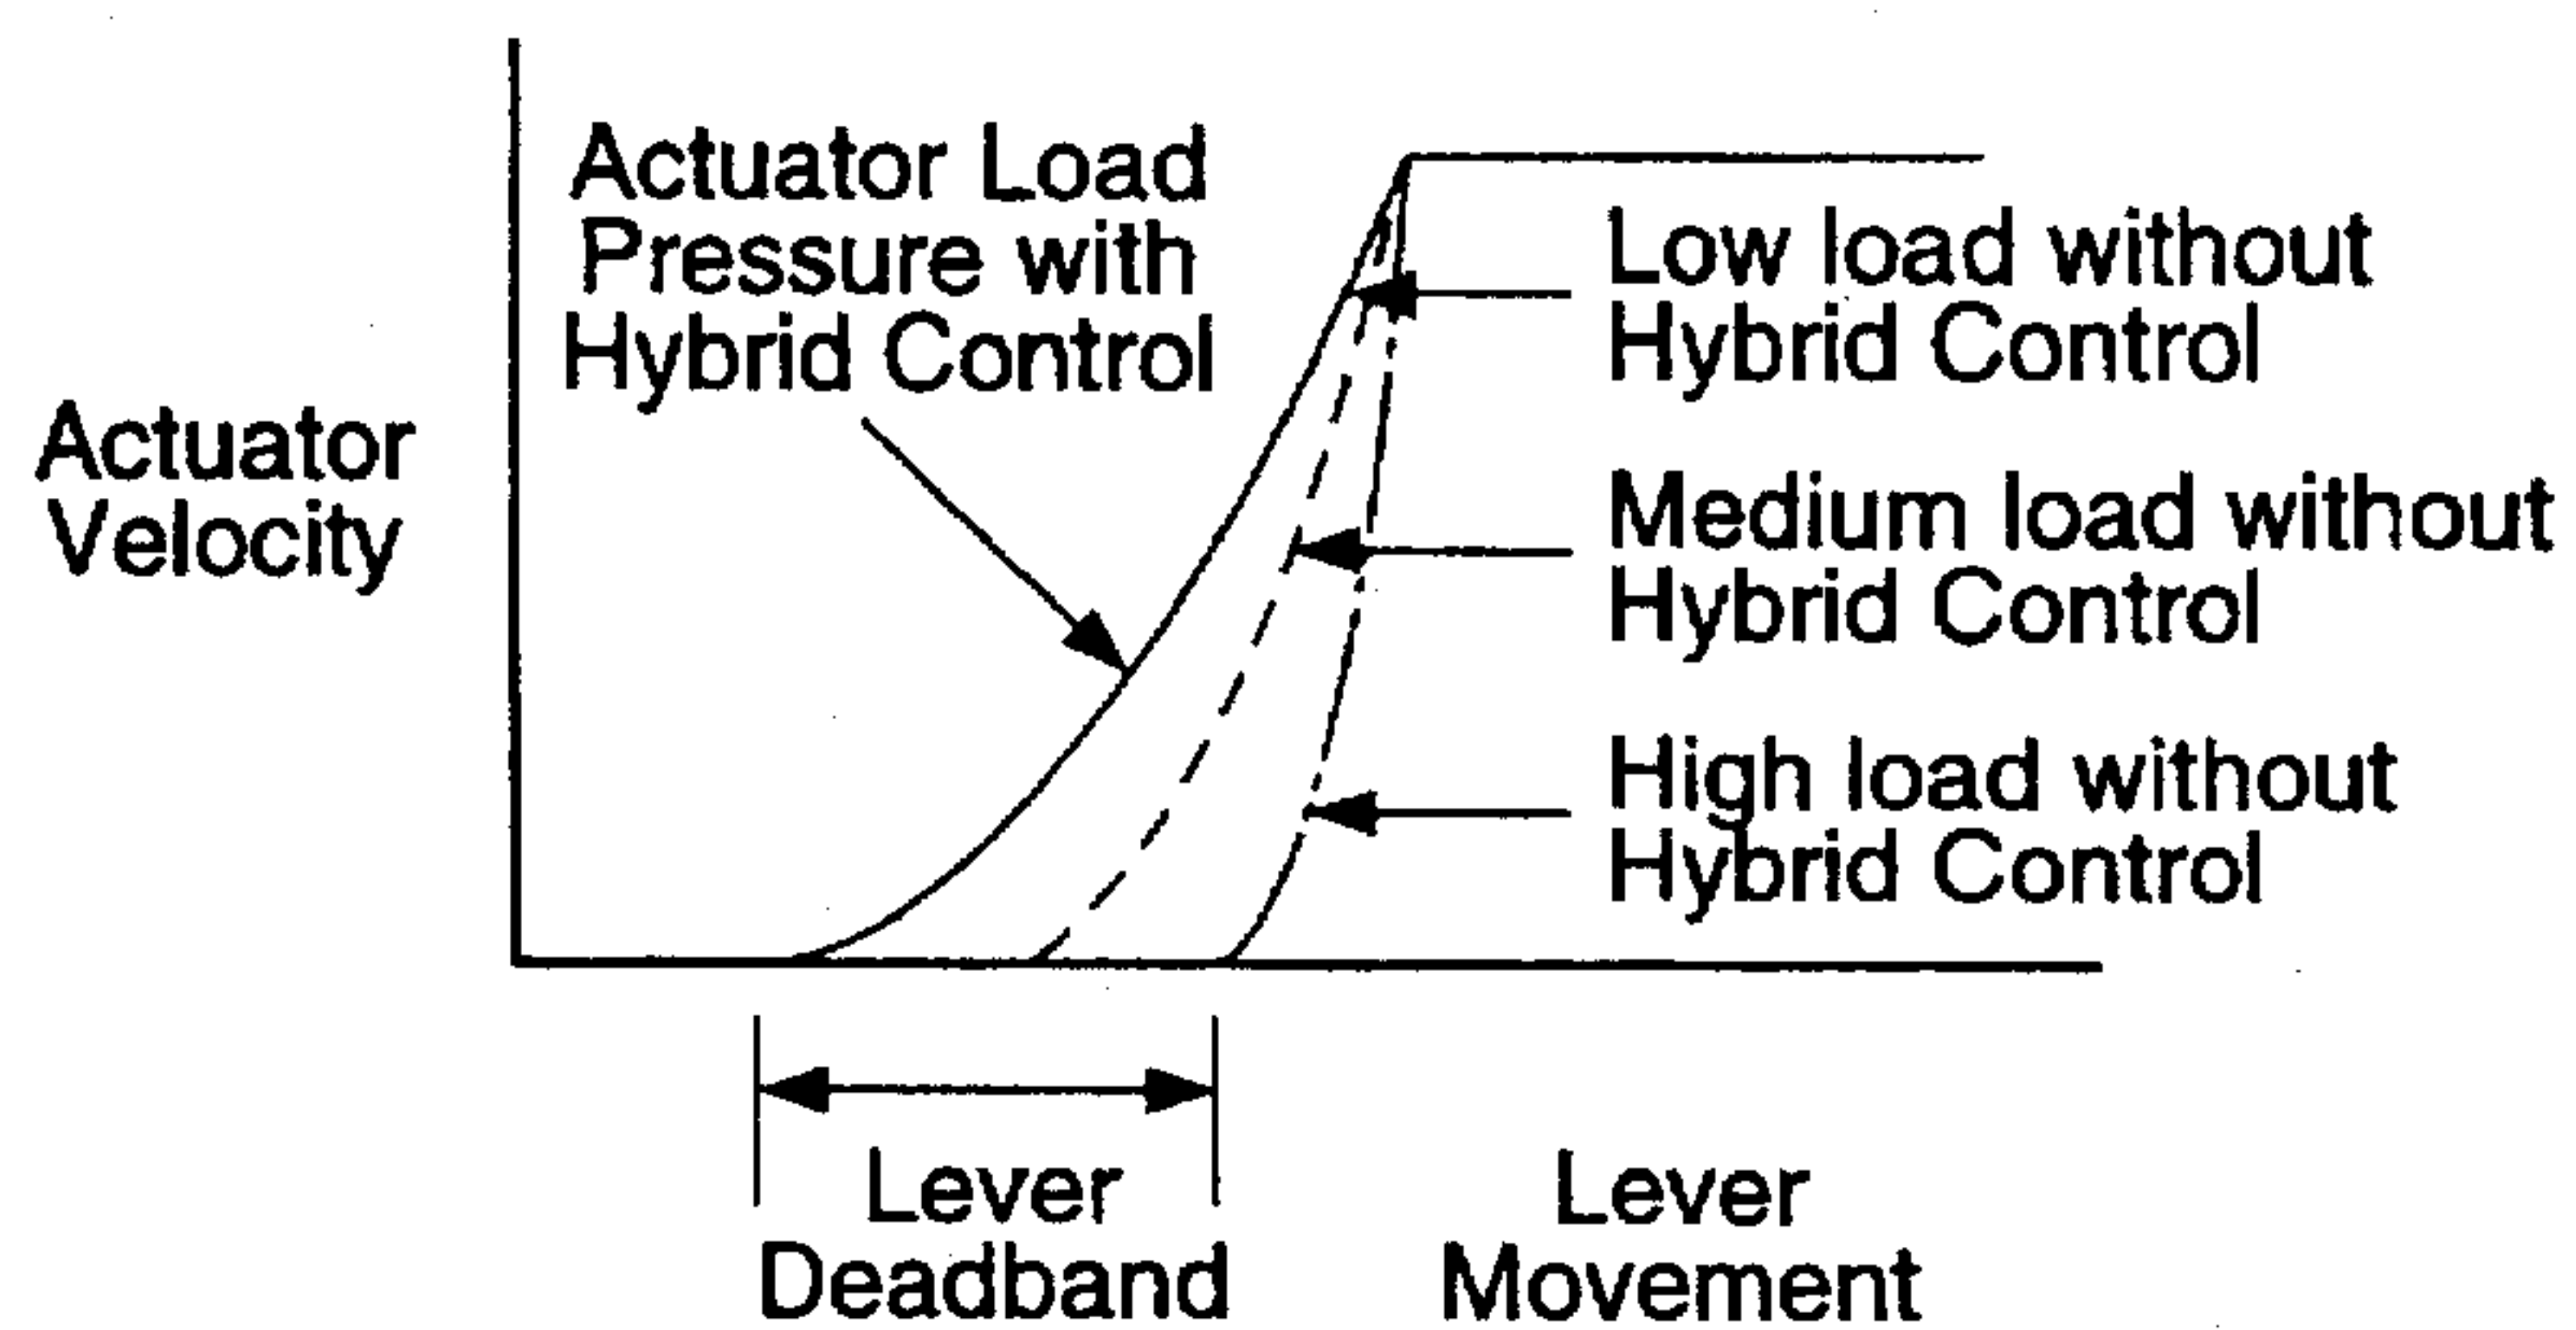 Actuator Load
Pressure with
Hybrid Control
Actuator
Velocity
Low load without
Hybrid Control
Medium load without
Hybrid Control
High load without
Hybrid Control
Lever
Deadband
Lever
Movement